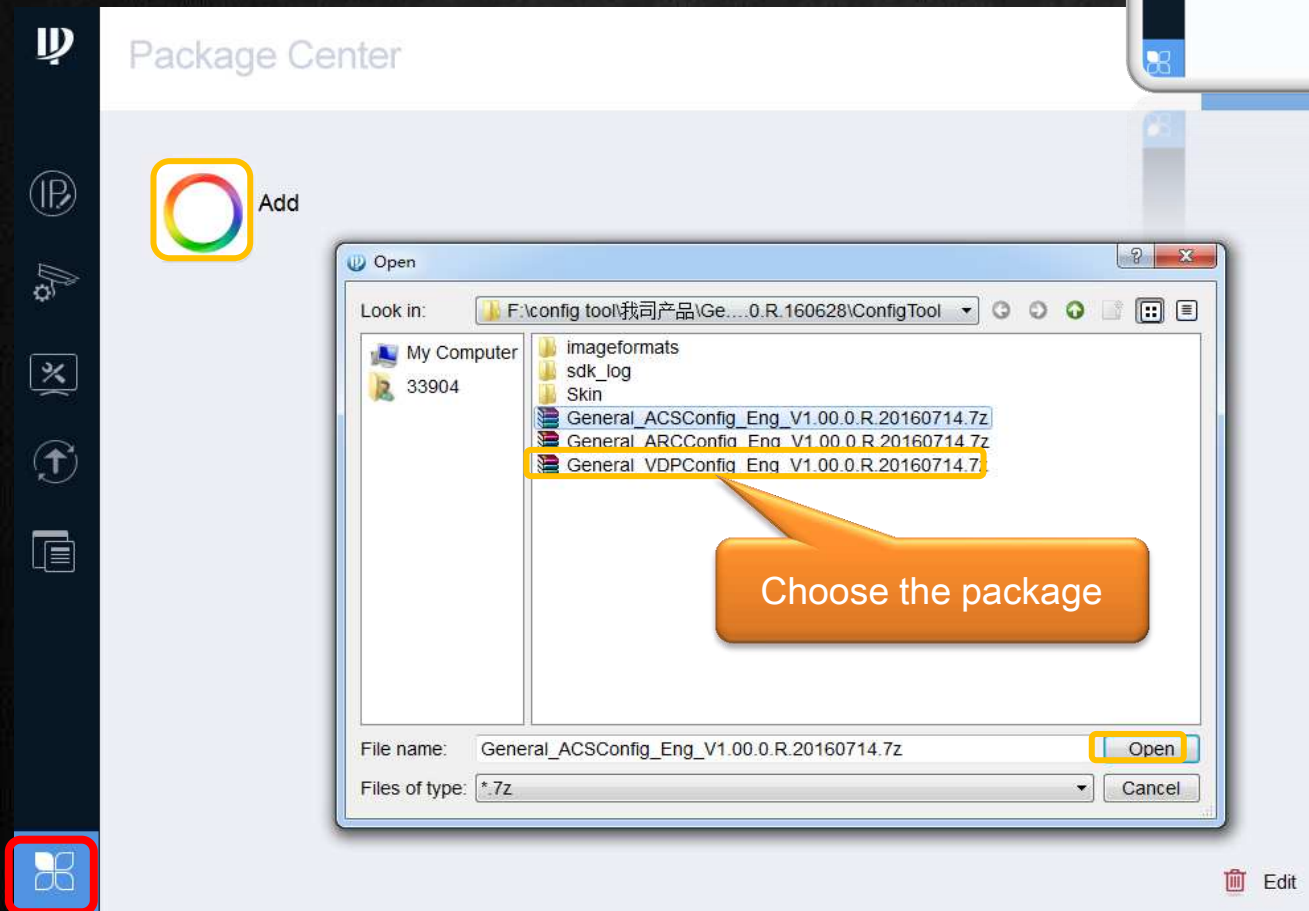 Package Center
IP
Add
Open
Look in: F:\config tool\我司产品\Ge....0.R.160628\ConfigTool
My Computer
33904
imageformats
sdk_log
Skin
General_ACSConfig_Eng_V1.00.0.R.20160714.7z
General_ARCConfig_Eng_V1.00.0.R.20160714.7z
General_VDPConfig_Eng_V1.00.0.R.20160714.7z
Choose the package
File name: General_ACSConfig_Eng_V1.00.0.R.20160714.7z
Open
Files of type: *.7z
Cancel
Edit